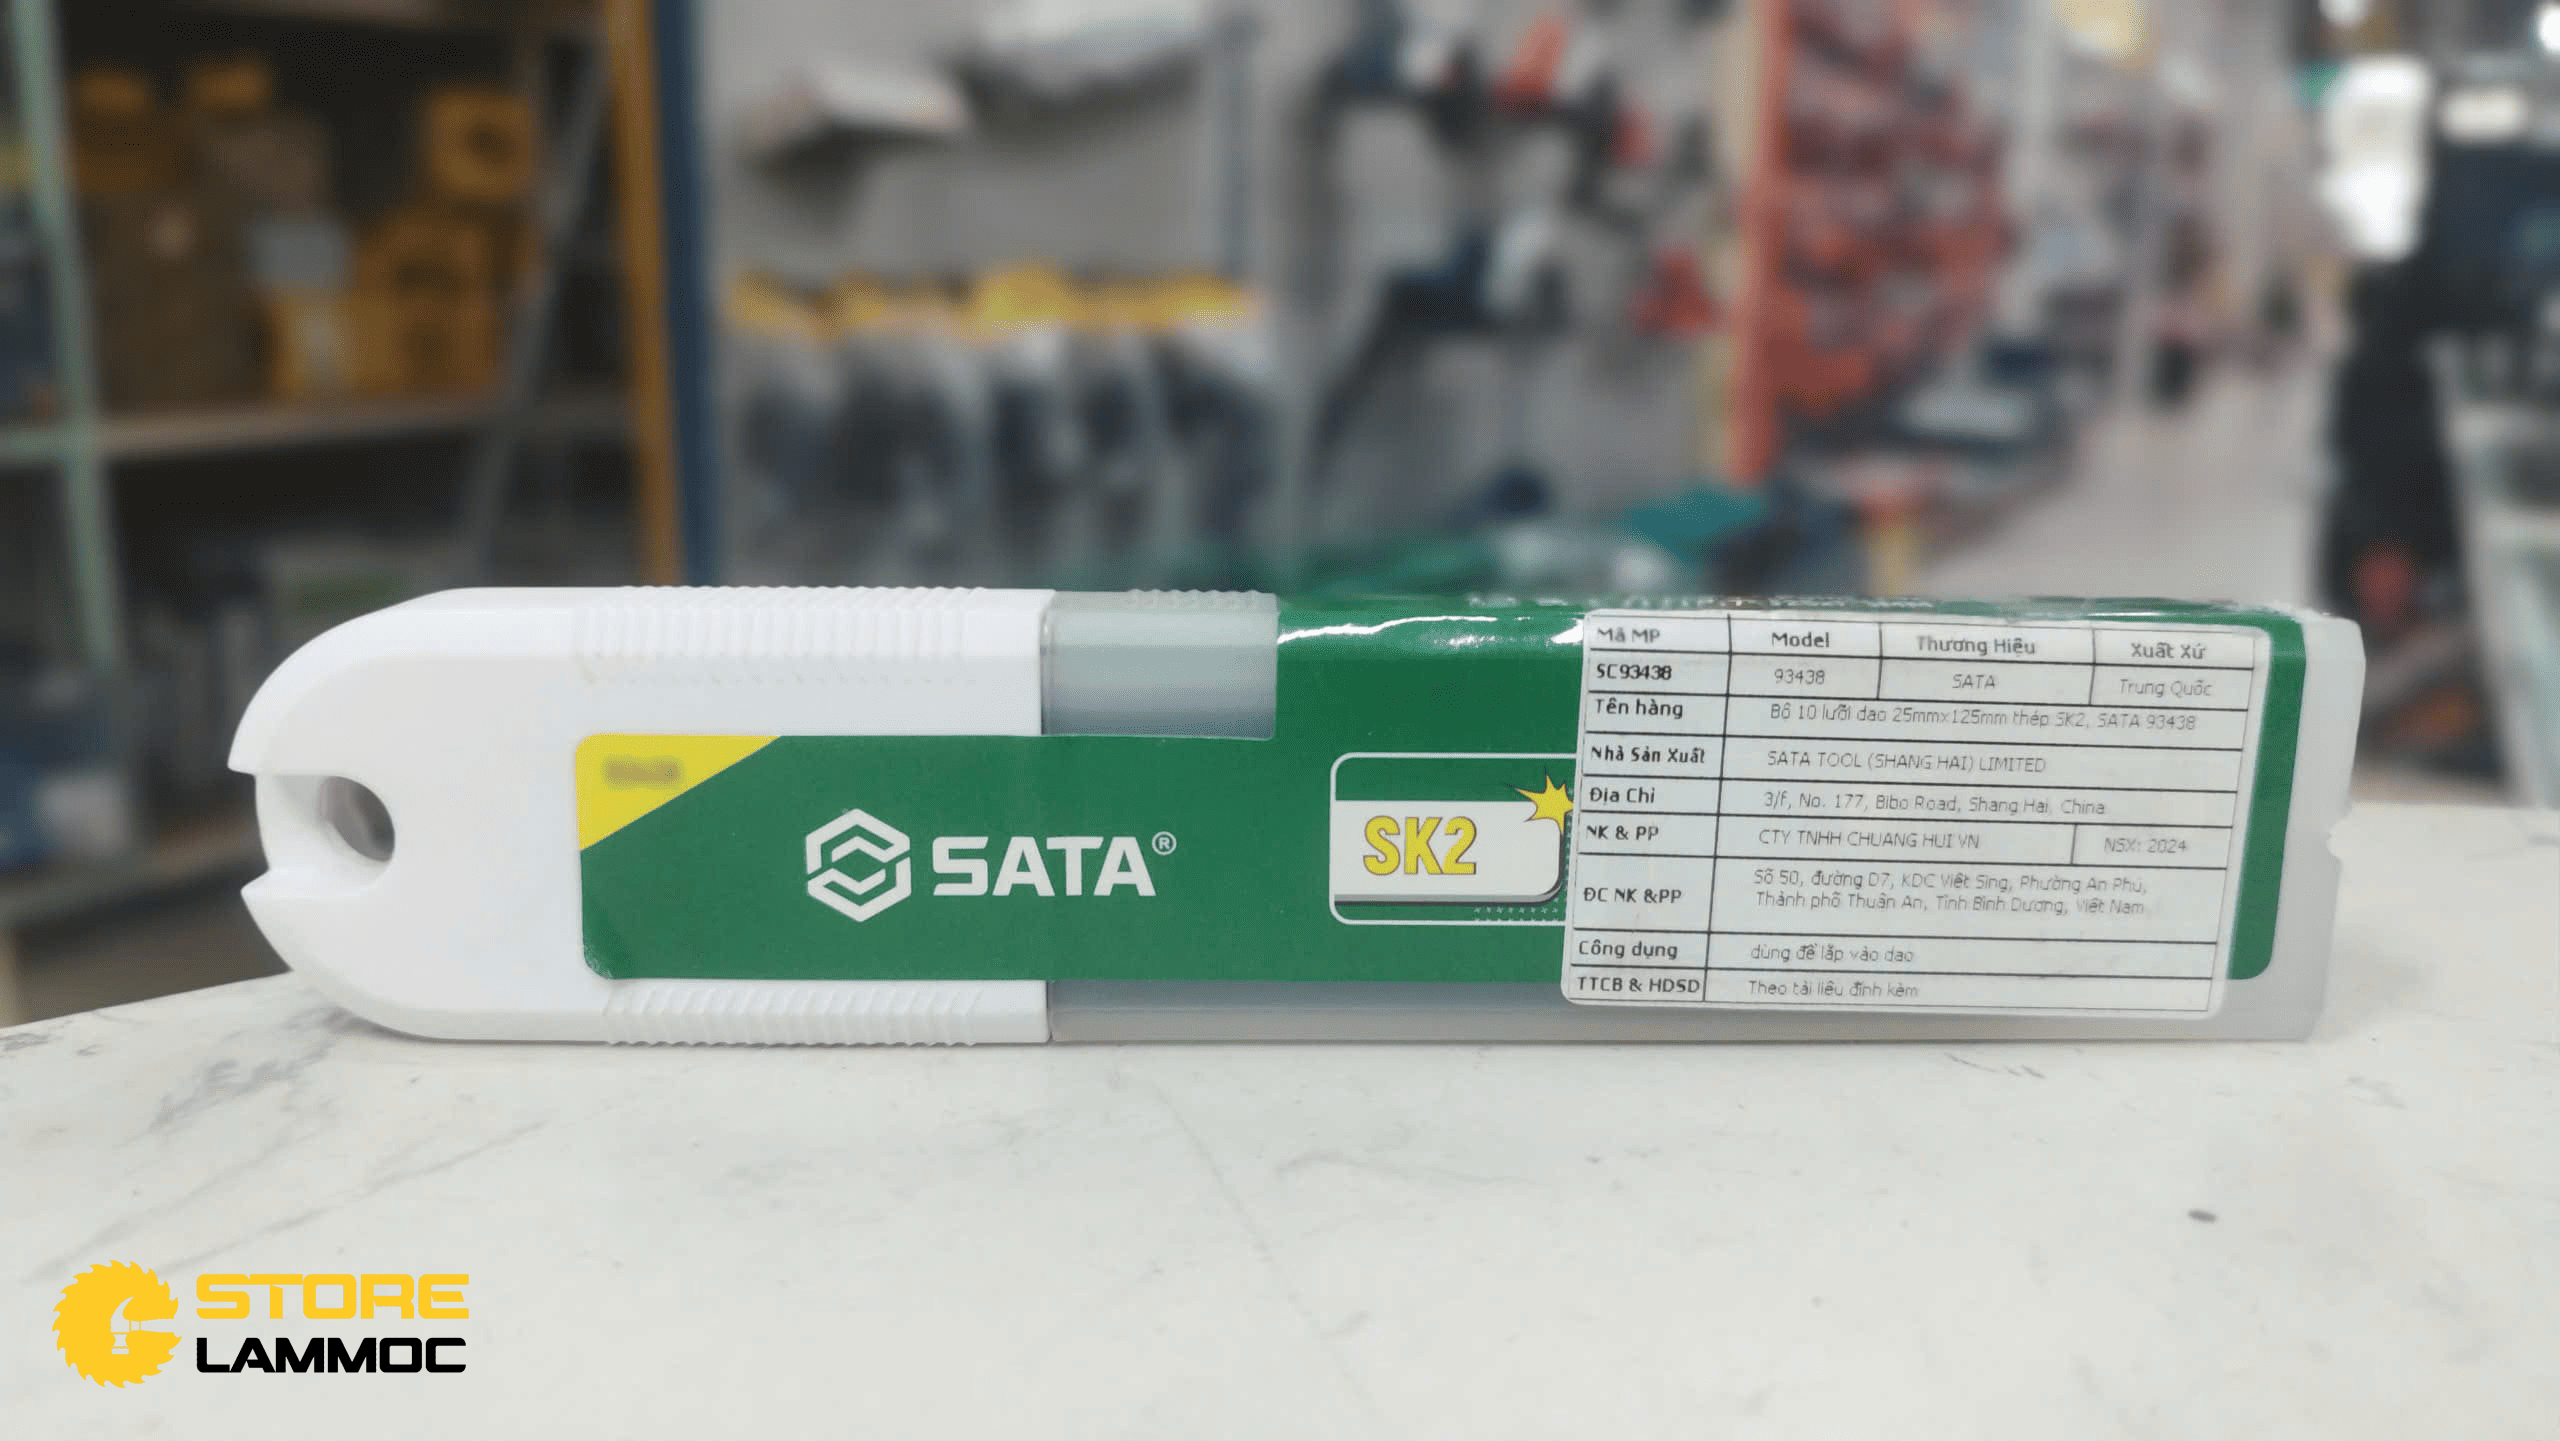 SATA®
SK2
Mã MP Model Thương Hiệu Xuất Xứ
SC93438 93438 SATA Trung Quốc
Tên hàng Bộ 10 lưỡi dao 25mmx125mm thép SK2, SATA 93438
Nhà Sản Xuất SATA TOOL (SHANG HAI) LIMITED
Địa Chỉ 3/f, No. 177, Bibo Road, Shang Hai, China
NK & PP CTY TNHH CHUANG HUI VN NSX: 2024
ĐC NK &PP Số 50, đường D7, KDC Việt Sing, Phường An Phú,
Thành phố Thuận An, Tỉnh Bình Dương, Việt Nam
Công dụng dùng để lắp vào dao
TTCB & HDSD Theo tài liệu đính kèm
STORE
LAMMOC